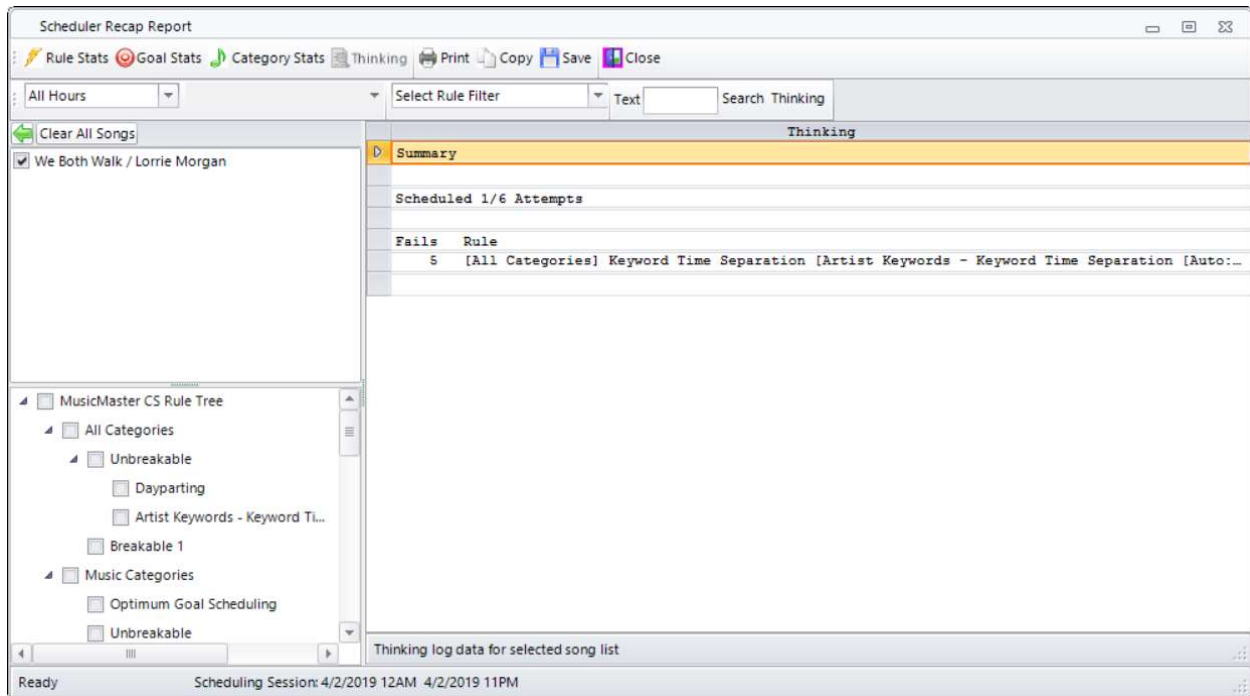 Scheduler Recap Report
Rule Stats Goal Stats Category Stats Thinking Print Copy Save Close
All Hours Select Rule Filter Text Search Thinking
Clear All Songs
We Both Walk / Lorrie Morgan
Thinking
Summary
Scheduled 1/6 Attempts
Fails Rule
5 [All Categories] Keyword Time Separation [Artist Keywords - Keyword Time Separation [Auto:…
MusicMaster CS Rule Tree
All Categories
Unbreakable
Dayparting
Artist Keywords - Keyword Ti...
Breakable 1
Music Categories
Optimum Goal Scheduling
Unbreakable
Thinking log data for selected song list
Ready Scheduling Session: 4/2/2019 12AM 4/2/2019 11PM